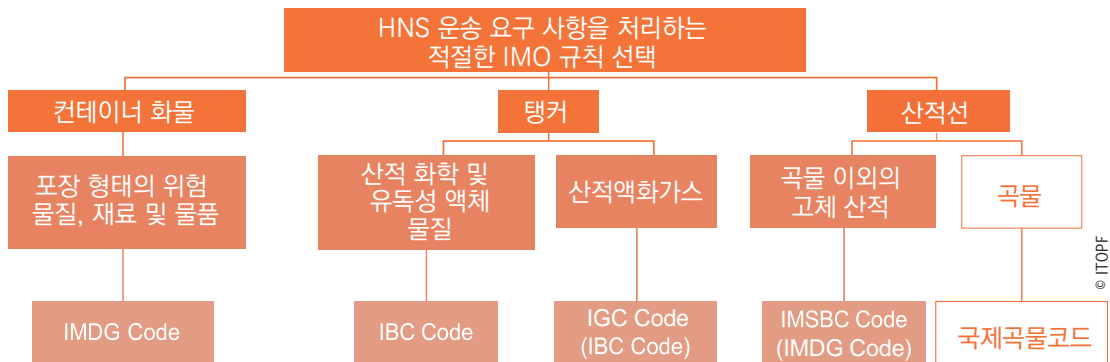 HNS 운송 요구 사항을 처리하는
적절한 IMO 규칙 선택
컨테이너 화물
탱커
산적선
포장 형태의 위험
물질, 재료 및 물품
산적 화학 및
유독성 액체
물질
산적액화가스
곡물 이외의
고체 산적
곡물
IMDG Code
IBC Code
IGC Code
(IBC Code)
IMSBC Code
(IMDG Code)
국제곡물코드
© ITOPF